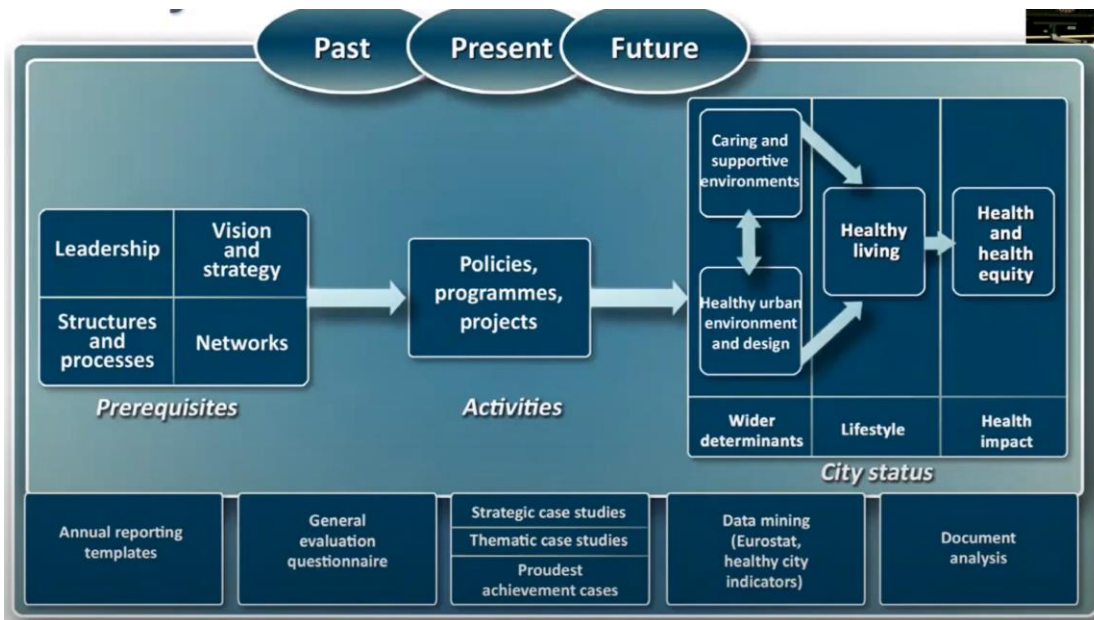 Past
Present
Future
Leadership
Vision
and
strategy
Structures
and
processes
Networks
Prerequisites
Policies,
programmes,
projects
Activities
Caring and
supportive
environments
Healthy urban
environment
and design
Healthy
living
Health
and
health
equity
Wider
determinants
Lifestyle
Health
impact
City status
Annual reporting
templates
General
evaluation
questionnaire
Strategic case studies
Thematic case studies
Proudest
achievement cases
Data mining
(Eurostat,
healthy city
indicators)
Document
analysis